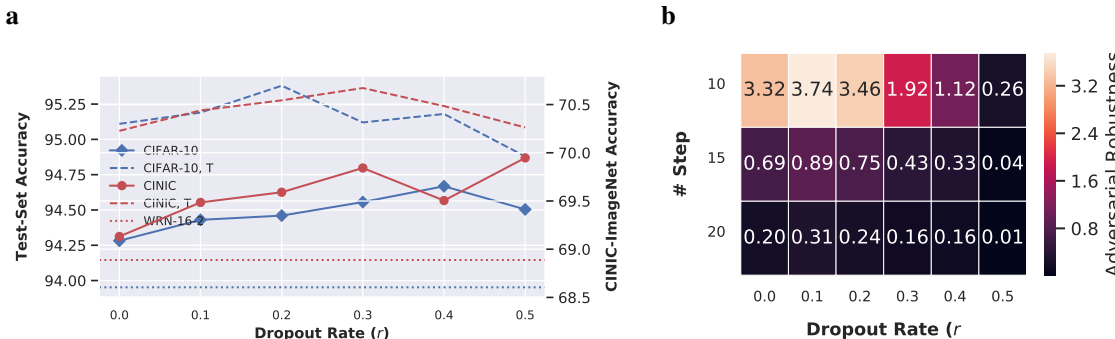 a
b
Test-Set Accuracy
95.25
95.00
94.75
94.50
94.25
94.00
CIFAR-10
CIFAR-10, T
CINIC
CINIC, T
WRN-16-2
70.5
70.0
69.5
69.0
68.5
CINIC-ImageNet Accuracy
0.0 0.1 0.2 0.3 0.4 0.5
Dropout Rate (r)
# Step
10 3.32 3.74 3.46 1.92 1.12 0.26
15 0.69 0.89 0.75 0.43 0.33 0.04
20 0.20 0.31 0.24 0.16 0.16 0.01
0.0 0.1 0.2 0.3 0.4 0.5
Dropout Rate (r
3.2
2.4
1.6
0.8
Adversarial Robustness